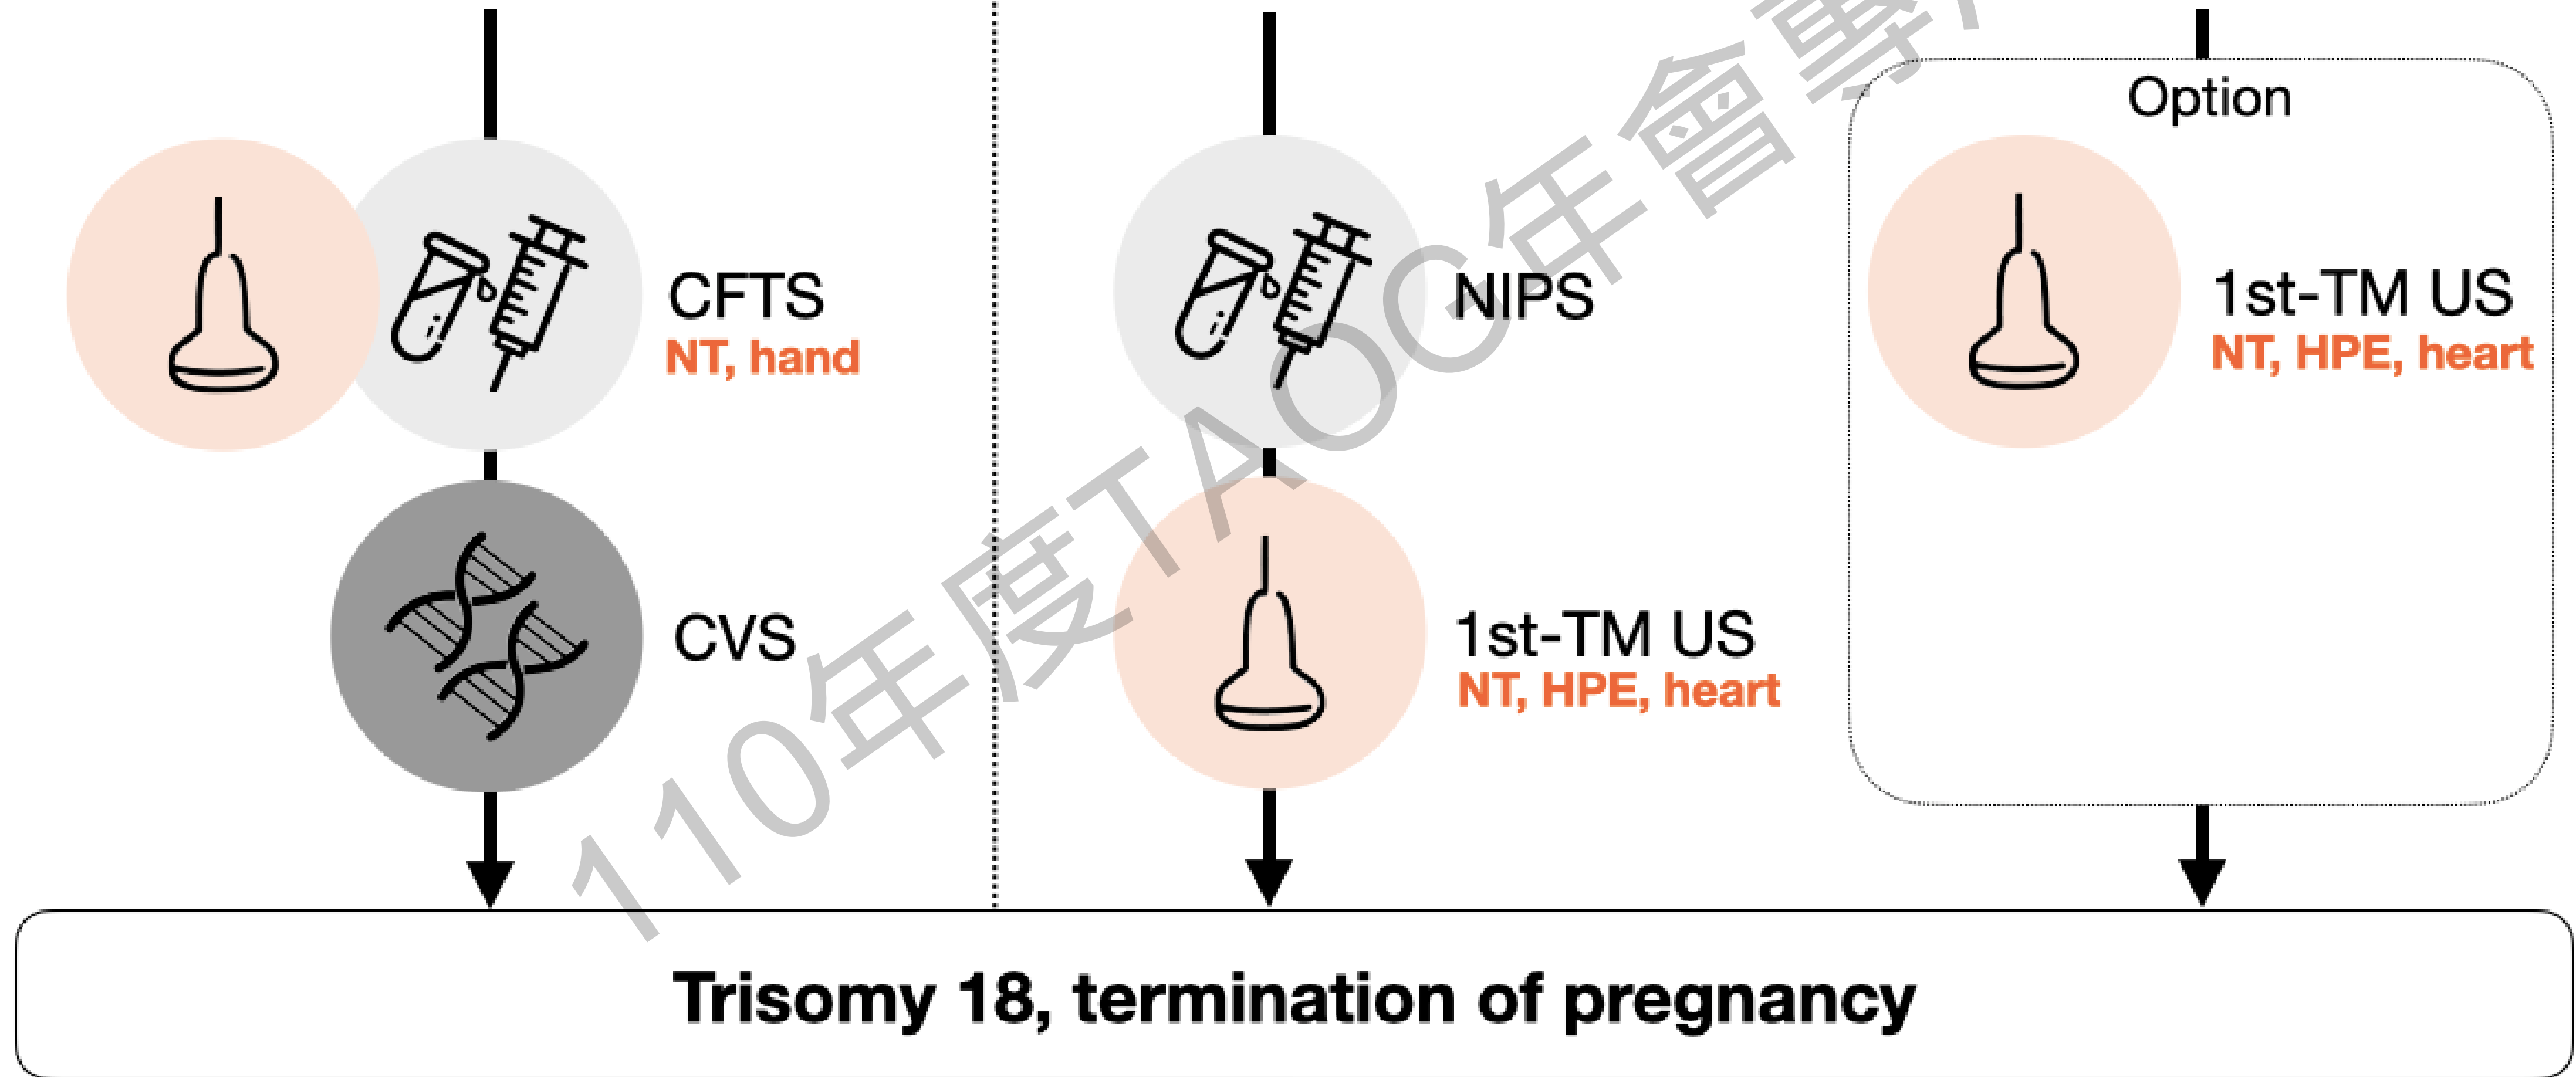 Option
CFTS
NT, hand
NIPS
1st-TM US
NT, HPE, heart
CVS
1st-TM US
NT, HPE, heart
Trisomy 18, termination of pregnancy
110年度TAOG年會專